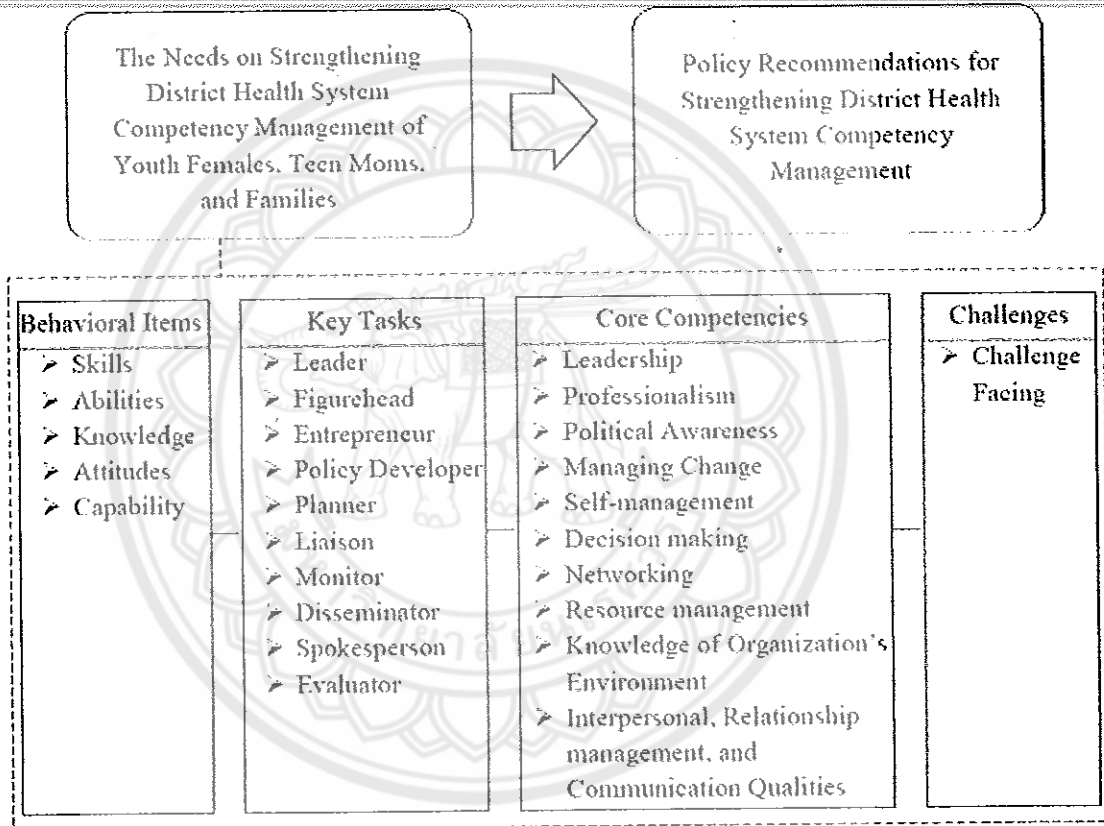 The Needs on Strengthening
District Health System
Competency Management of
Youth Females, Teen Moms,
and Families
Policy Recommendations for
Strengthening District Health
System Competency
Management
Behavioral Items
➢ Skills
➢ Abilities
➢ Knowledge
➢ Attitudes
➢ Capability
Key Tasks
➢ Leader
➢ Figurehead
➢ Entrepreneur
➢ Policy Developer
➢ Planner
➢ Liaison
➢ Monitor
➢ Disseminator
➢ Spokesperson
➢ Evaluator
Core Competencies
➢ Leadership
➢ Professionalism
➢ Political Awareness
➢ Managing Change
➢ Self-management
➢ Decision making
➢ Networking
➢ Resource management
➢ Knowledge of Organization's
Environment
➢ Interpersonal, Relationship
management, and
Communication Qualities
Challenges
➢ Challenge
Facing